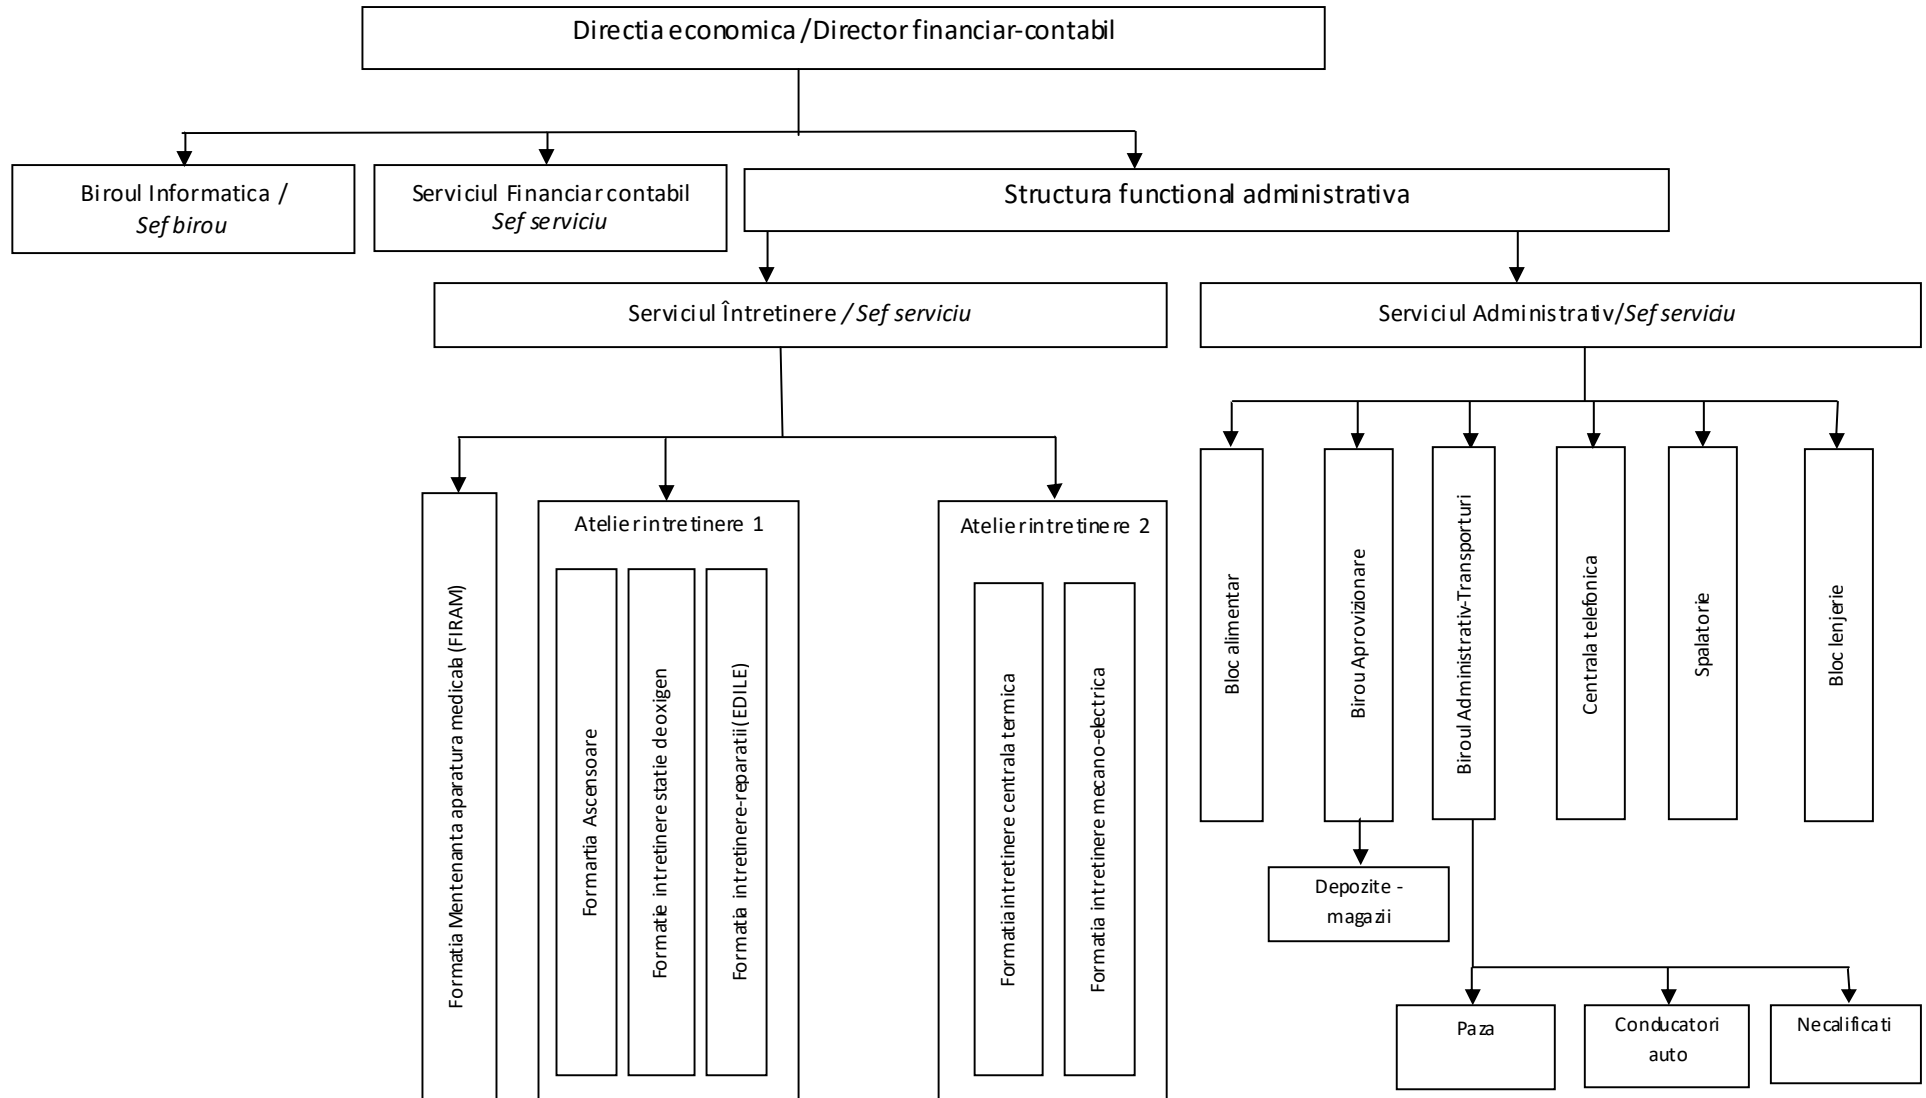 Directia economica /Director financiar-contabil
Biroul Informatica /
Sef birou
Serviciul Financiar contabil
Sef serviciu
Structura functional administrativa
Serviciul Întretinere / Sef serviciu
Serviciul Administrativ/Sef serviciu
Formatia Mentenanta aparatura medicala (FIRAM)
Atelier intretinere 1
Formartia Ascensoare
Formatie intretinere statie de oxigen
Formatia intretinere-reparatii (EDILE)
Atelier intretinere 2
Formatia intretinere centrala termica
Formatia intretinere mecano-electrica
Bloc alimentar
Birou Aprovizionare
Biroul Administrativ-Transporturi
Centrala telefonica
Spalatorie
Bloc lenjerie
Depozite -
magazii
Paza
Conducatori
auto
Necalificati